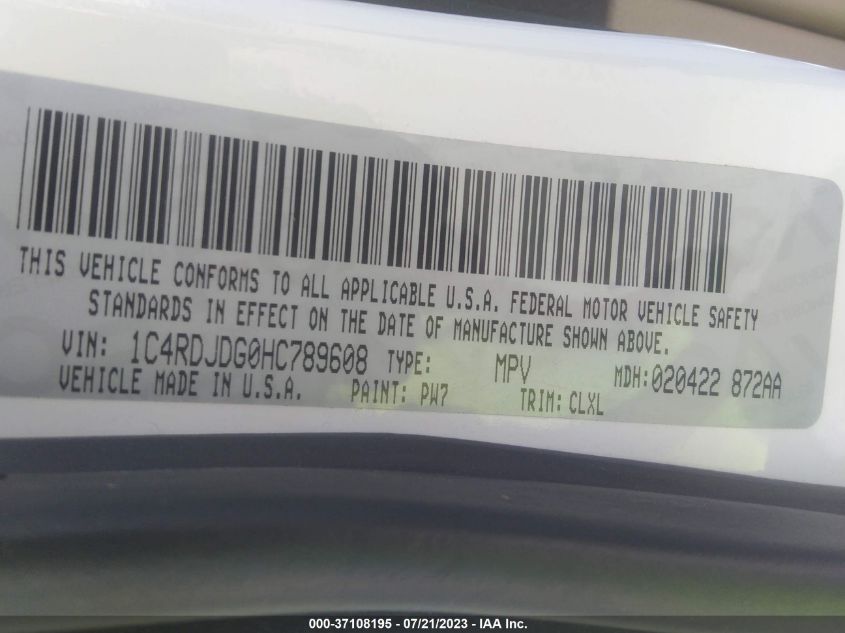 THIS VEHICLE CONFORMS TO ALL APPLICABLE U.S.A. FEDERAL MOTOR VEHICLE SAFETY
STANDARDS IN EFFECT ON THE DATE OF MANUFACTURE SHOWN ABOVE.
VIN: 1C4RDJDG0HC789608 TYPE: MPV MDH:020422 872AA
VEHICLE MADE IN U.S.A. PAINT: PW7 TRIM: CLXL
000-37108195 - 07/21/2023 - IAA Inc.